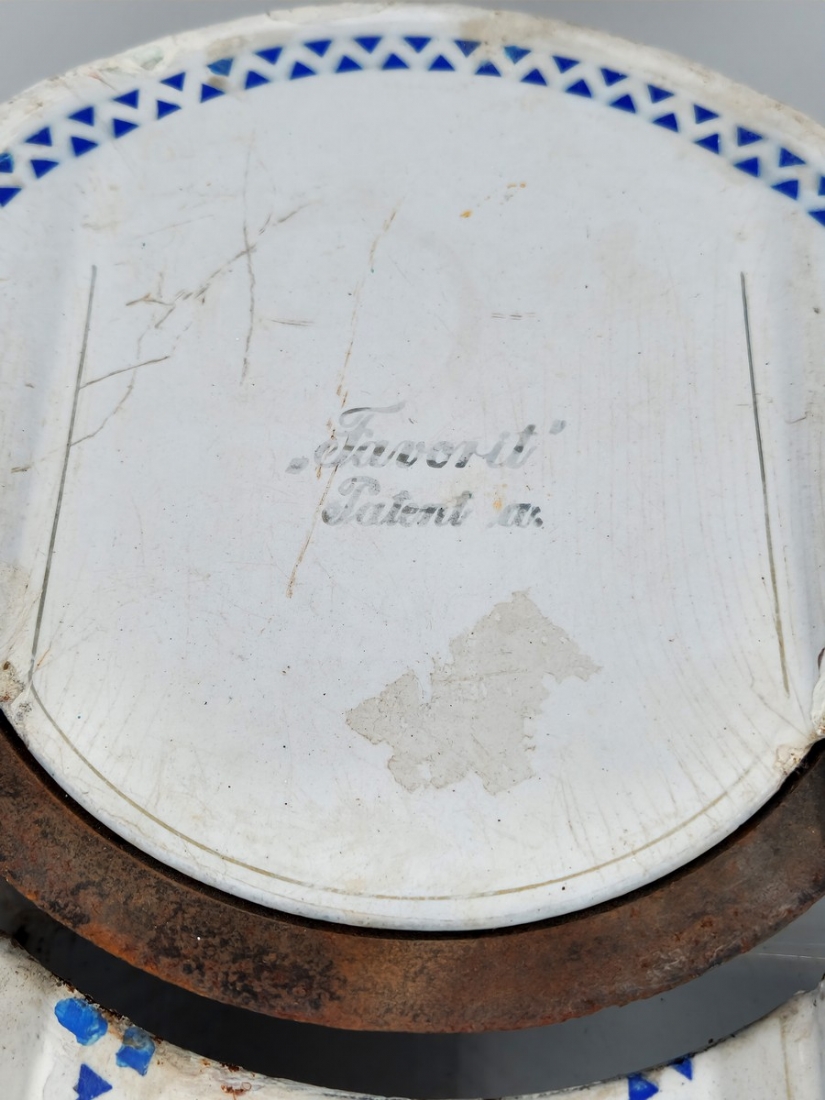 „Favorit”
Patent a.